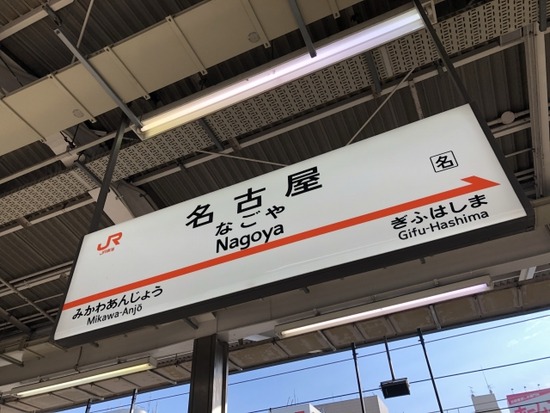 名古屋
名
なごや
Nagoya
JR
みかわあんじょう
Mikawa-Anjō
ぎふはしま
Gifu-Hashima